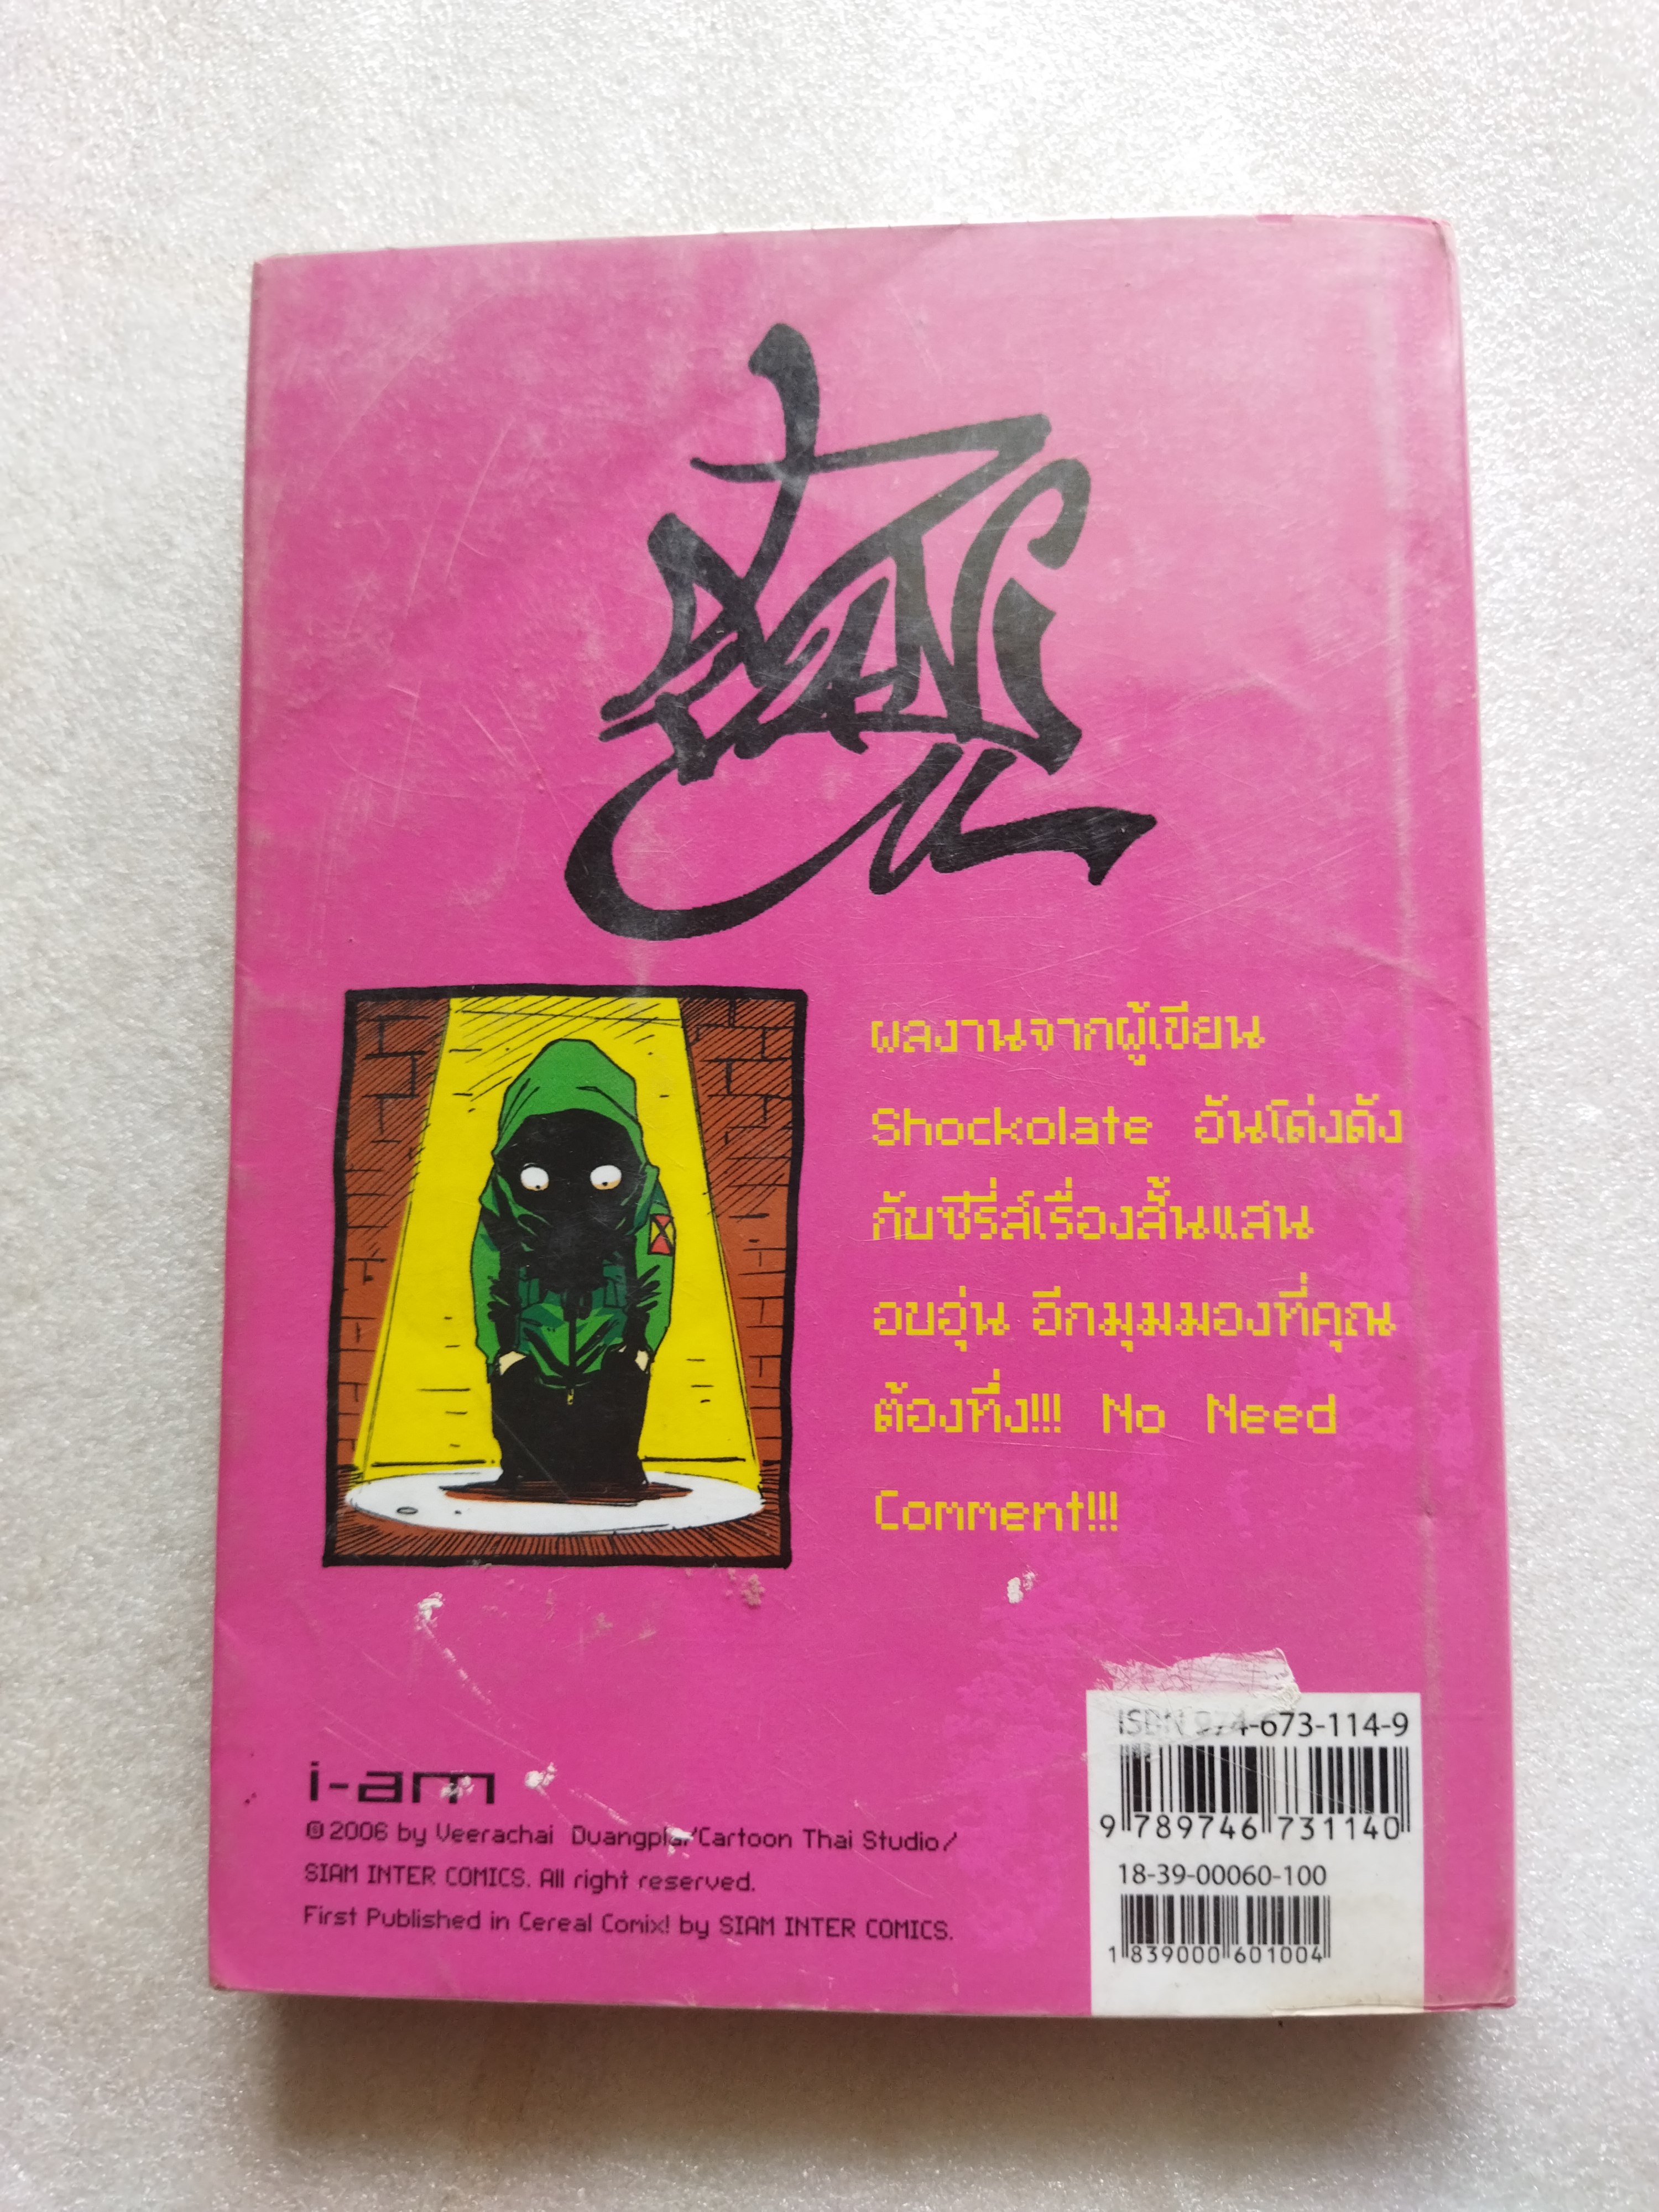 ผลงานจากผู้เขียน
Shockolate อันโด่งดัง
กับซีรี่ส์เรื่องสั้นแสน
อบอุ่น อีกมุมมองที่คุณ
ต้องทึ่ง!!! No Need
Comment!!!
i-am
© 2006 by Veerachai Duangpla/Cartoon Thai Studio/
SIAM INTER COMICS. All right reserved.
First Published in Cereal Comix! by SIAM INTER COMICS.
ISBN 974-673-114-9
9 789746 731140
18-39-00060-100
1 839000 601004